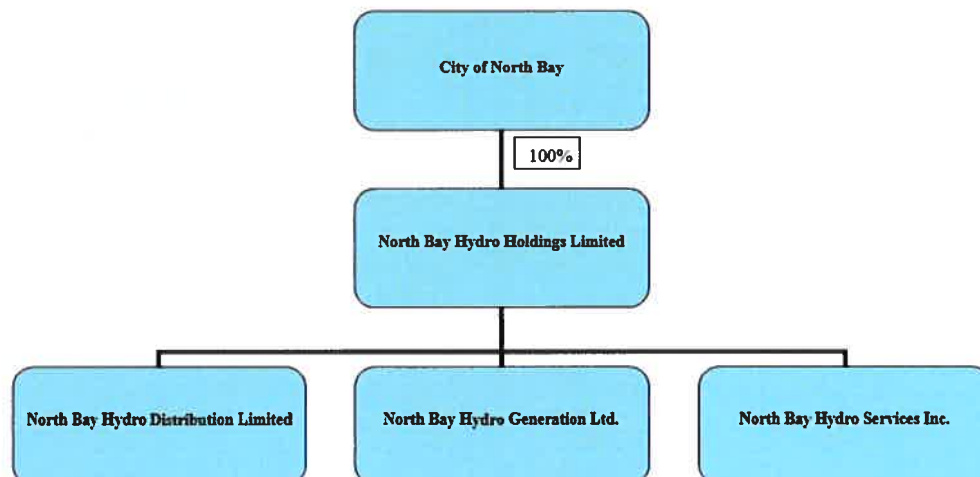 City of North Bay
100%
North Bay Hydro Holdings Limited
North Bay Hydro Distribution Limited
North Bay Hydro Generation Ltd.
North Bay Hydro Services Inc.